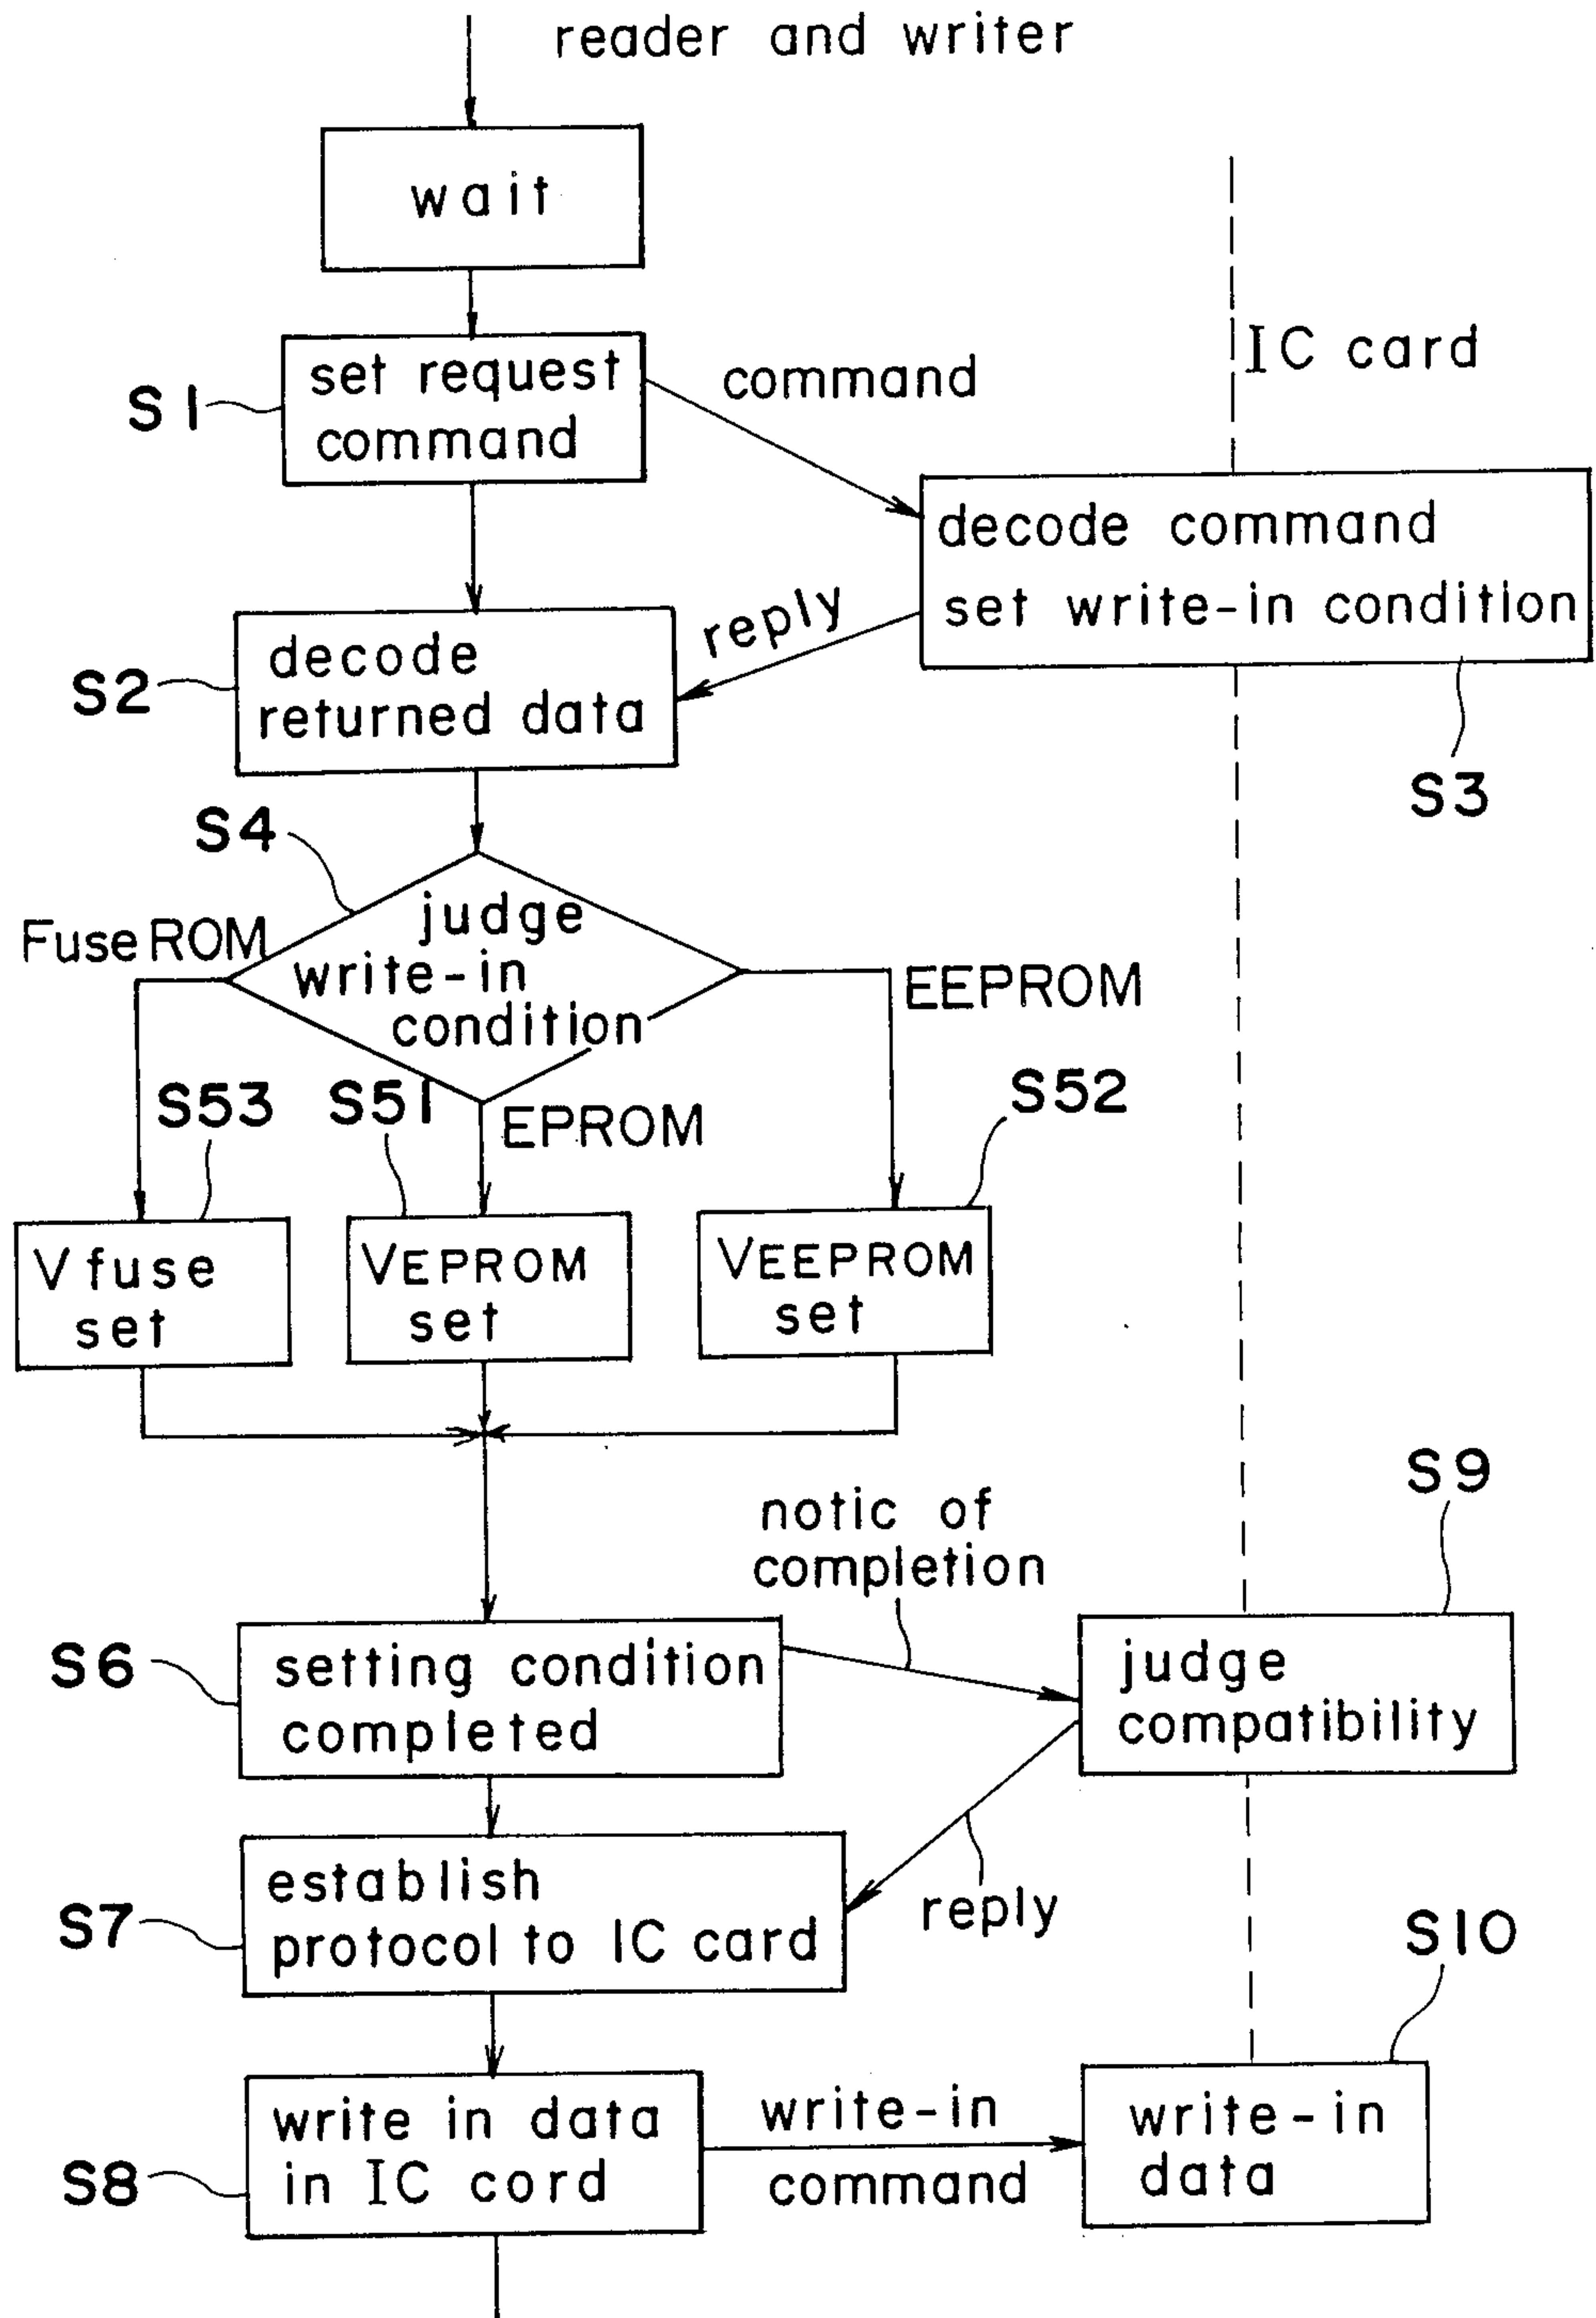 reader and writer
wait
IC card
S1
set request
command
command
decode command
set write-in condition
reply
S2
decode
returned data
S3
S4
Fuse ROM
judge
write-in
condition
EEPROM
S53
S51
EPROM
S52
V fuse
set
VEPROM
set
VEEPROM
set
S9
notic of
completion
S6
setting condition
completed
judge
compatibility
S7
establish
protocol to IC card
reply
S10
S8
write in data
in IC cord
write-in
command
write-in
data